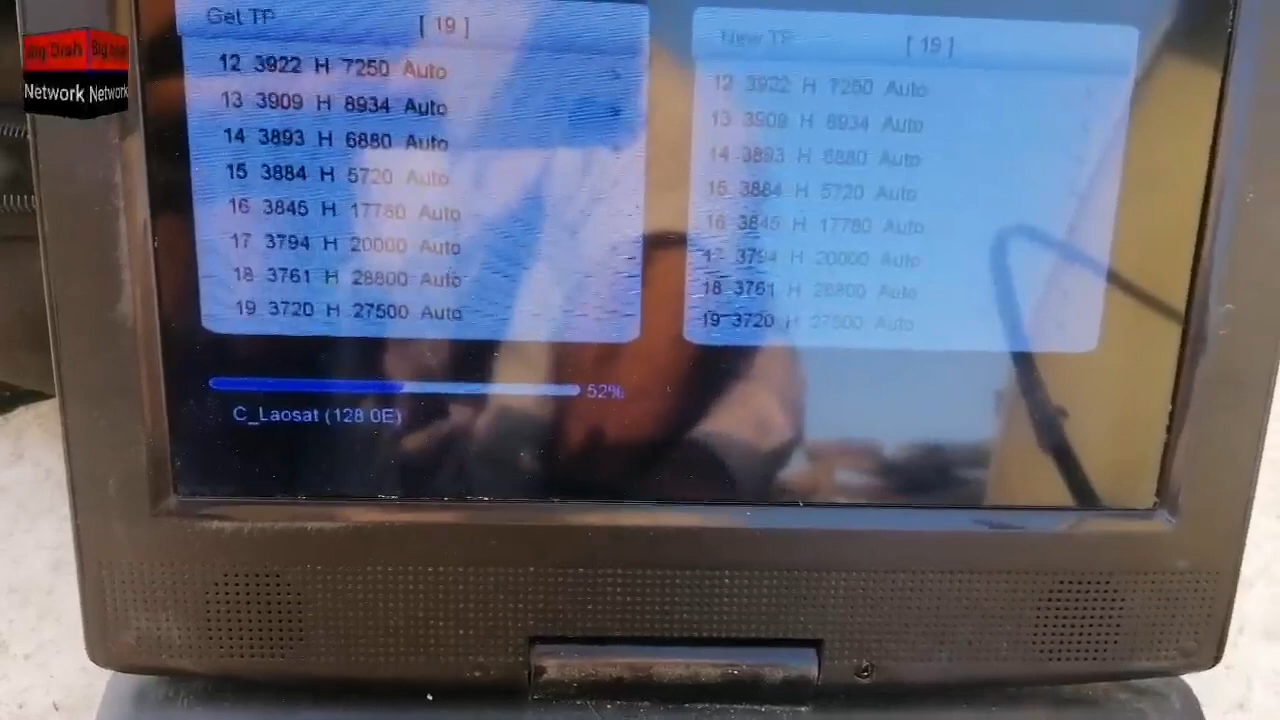 Big Dish Big Dish
Network Network
Get TP [ 19 ]
12 3922 H 7250 Auto
13 3909 H 8934 Auto
14 3893 H 6880 Auto
15 3884 H 5720 Auto
16 3845 H 17780 Auto
17 3794 H 20000 Auto
18 3761 H 28800 Auto
19 3720 H 27500 Auto
New TP [ 19 ]
12 3922 H 7250 Auto
13 3909 H 8934 Auto
14 3893 H 6880 Auto
15 3884 H 5720 Auto
16 3845 H 17780 Auto
17 3794 H 20000 Auto
18 3761 H 28800 Auto
19 3720 H 27500 Auto
52%
C_Laosat (128 0E)